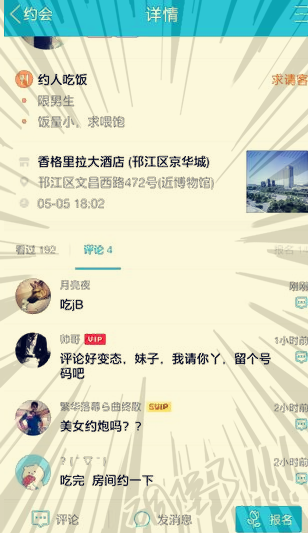 约会 详情
约人吃饭 求请客
限男生
饭量小，求喂饱
香格里拉大酒店 (邗江区京华城)
邗江区文昌西路472号(近博物馆)
05-05 18:02
看过 192 评论 4 报名 1
月亮夜 刚刚
吃jB
帅哥 VIP 1小时前
评论好变态，妹子，我请你丫，留个号
码吧
繁华落幕ら曲终散 SVIP 2小时前
美女约炮吗？？
2小时前
吃完 房间约一下
评论 发消息 报名